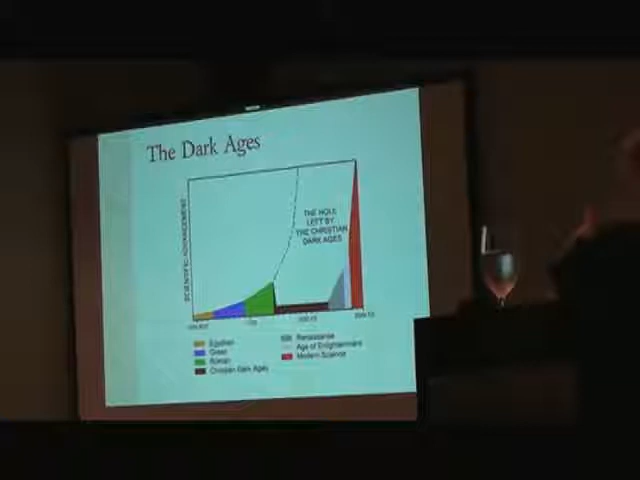 The Dark Ages
SCIENTIFIC ADVANCEMENT
THE HOLE
LEFT BY
THE CHRISTIAN
DARK AGES
Egyptian
Greek
Roman
Christian Dark Ages
Renaissance
Age of Enlightenment
Modern Science